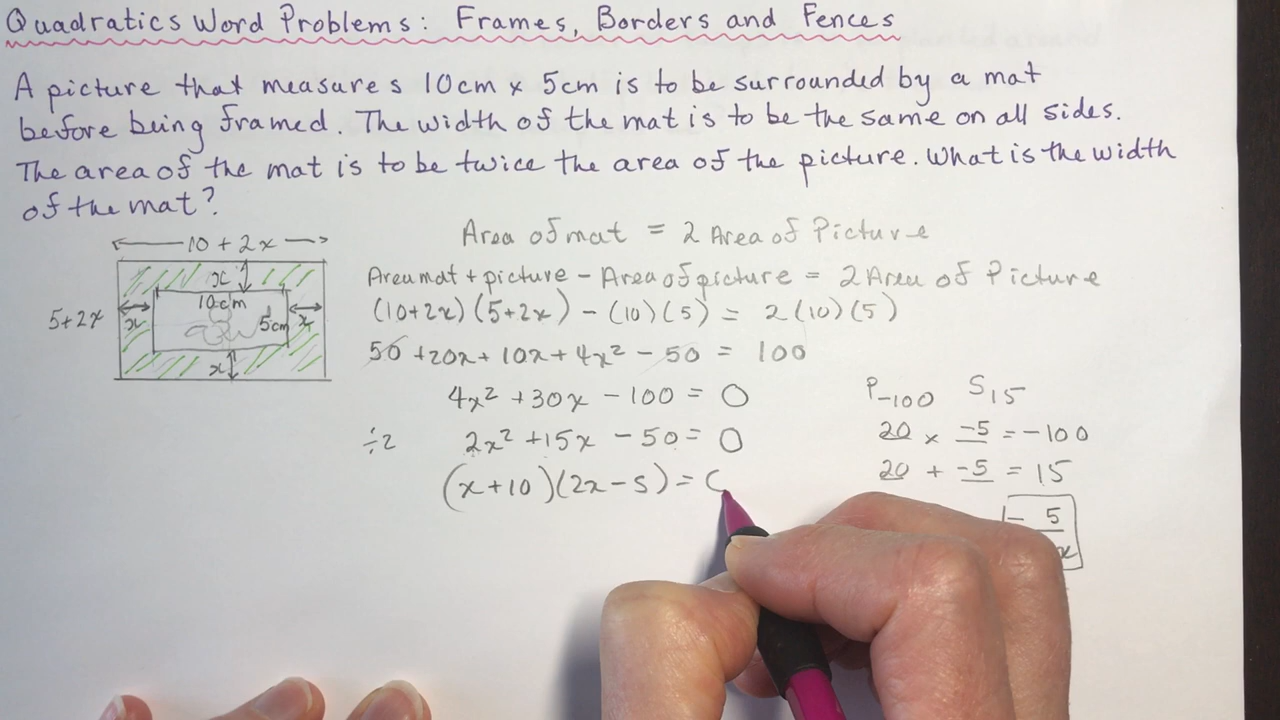 Quadratics Word Problems: Frames, Borders and Fences
A picture that measures 10cm x 5cm is to be surrounded by a mat
before being framed. The width of the mat is to be the same on all sides.
The area of the mat is to be twice the area of the picture. What is the width
of the mat?
10 + 2x
5+2x
x
10cm
x
5cm
x
x
Area of mat = 2 Area of Picture
Area mat + picture - Area of picture = 2 Area of Picture
(10+2x)(5+2x) - (10)(5) = 2(10)(5)
50 +20x + 10x + 4x² - 50 = 100
4x² + 30x - 100 = 0
÷2 2x² +15x - 50 = 0
(x+10)(2x-5)=
P-100 S15
20 x -5 = -100
20 + -5 = 15
- 5
x